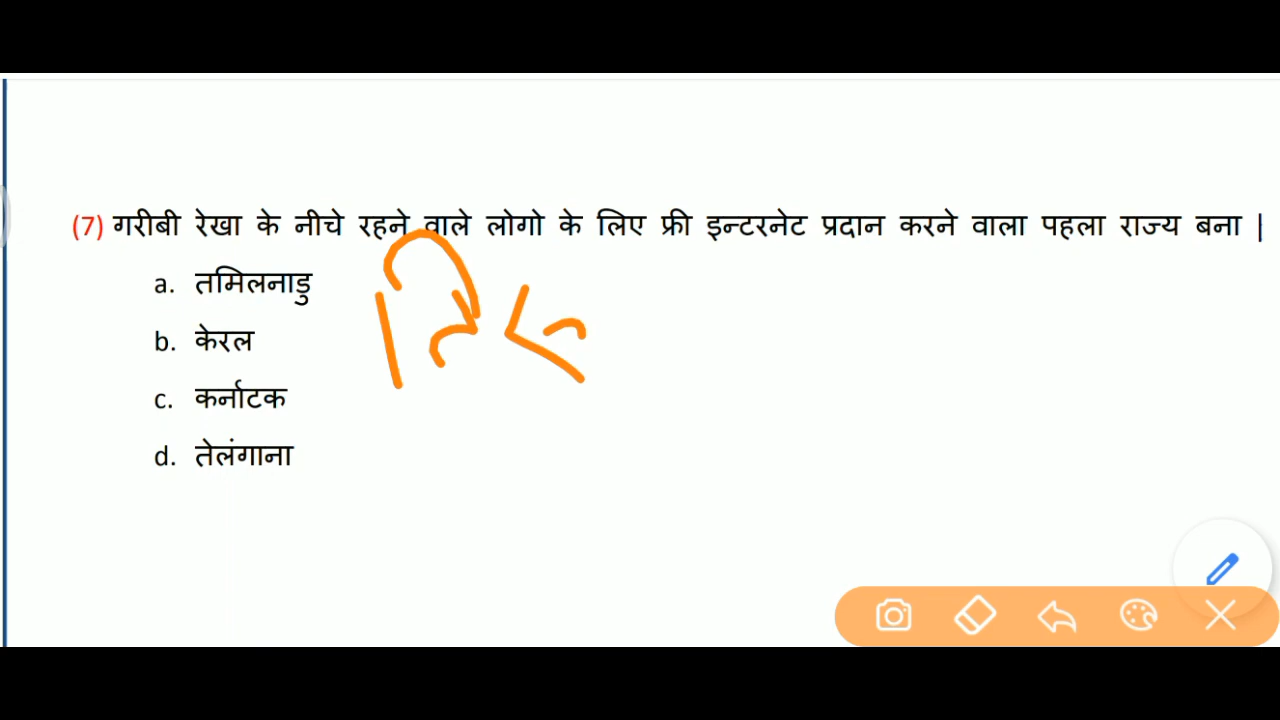 (7) गरीबी रेखा के नीचे रहने वाले लोगो के लिए फ्री इन्टरनेट प्रदान करने वाला पहला राज्य बना |
a. तमिलनाडु
b. केरल
c. कर्नाटक
d. तेलंगाना